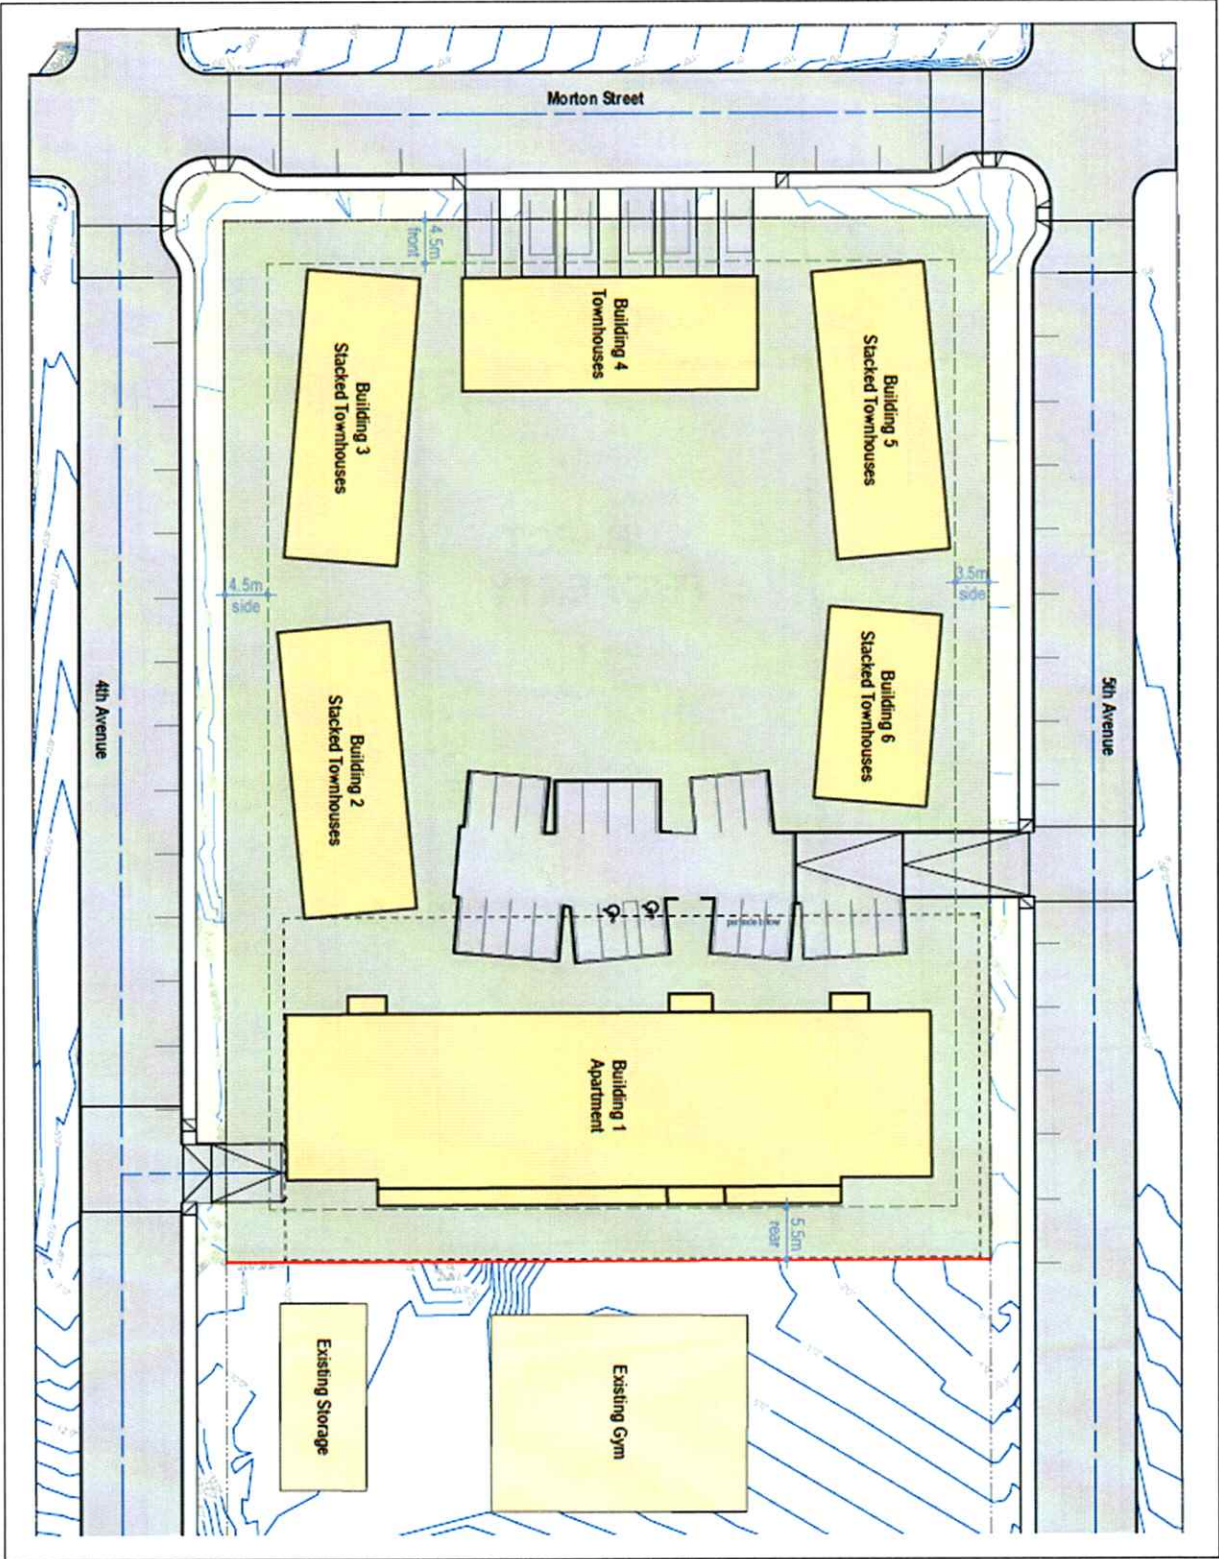 Morton Street
4.5m
front
Building 4
Townhouses
Building 3
Stacked Townhouses
Building 5
Stacked Townhouses
4.5m
side
3.5m
side
4th Avenue
Building 2
Stacked Townhouses
Building 6
Stacked Townhouses
5th Avenue
Building 1
Apartment
5.5m
rear
Existing Storage
Existing Gym